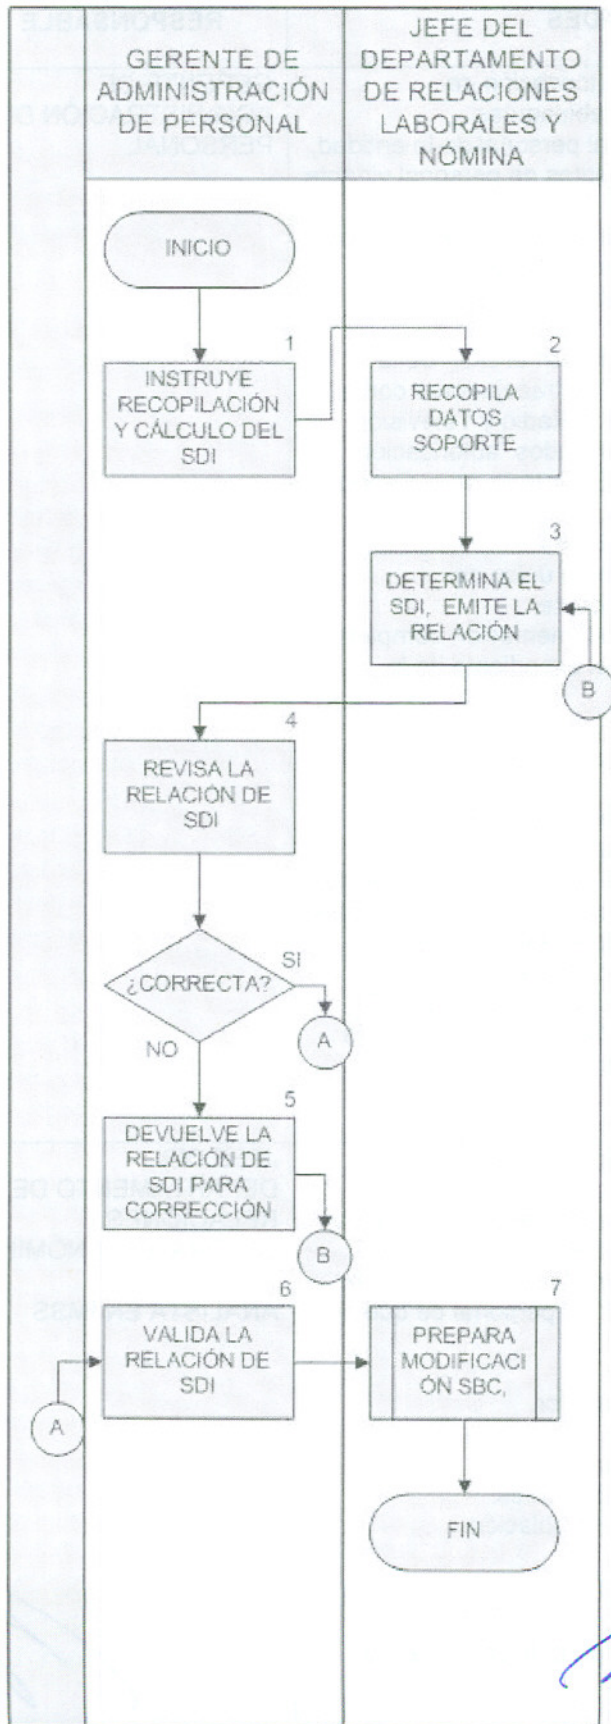 GERENTE DE
ADMINISTRACIÓN
DE PERSONAL
JEFE DEL
DEPARTAMENTO
DE RELACIONES
LABORALES Y
NÓMINA
INICIO
1
INSTRUYE
RECOPILACIÓN
Y CÁLCULO DEL
SDI
2
RECOPILA
DATOS
SOPORTE
3
DETERMINA EL
SDI, EMITE LA
RELACIÓN
B
4
REVISA LA
RELACIÓN DE
SDI
¿CORRECTA?
SI
A
NO
5
DEVUELVE LA
RELACIÓN DE
SDI PARA
CORRECCIÓN
B
6
VALIDA LA
RELACIÓN DE
SDI
A
7
PREPARA
MODIFICACI
ÓN SBC,
FIN